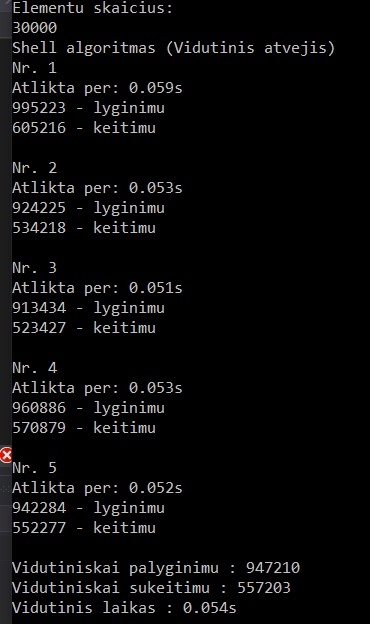 Elementu skaicius:
30000
Shell algoritmas (Vidutinis atvejis)
Nr. 1
Atlikta per: 0.059s
995223 - lyginimu
605216 - keitimu
Nr. 2
Atlikta per: 0.053s
924225 - lyginimu
534218 - keitimu
Nr. 3
Atlikta per: 0.051s
913434 - lyginimu
523427 - keitimu
Nr. 4
Atlikta per: 0.053s
960886 - lyginimu
570879 - keitimu
Nr. 5
Atlikta per: 0.052s
942284 - lyginimu
552277 - keitimu
Vidutiniskai palyginimu : 947210
Vidutiniskai sukeitimu : 557203
Vidutinis laikas : 0.054s